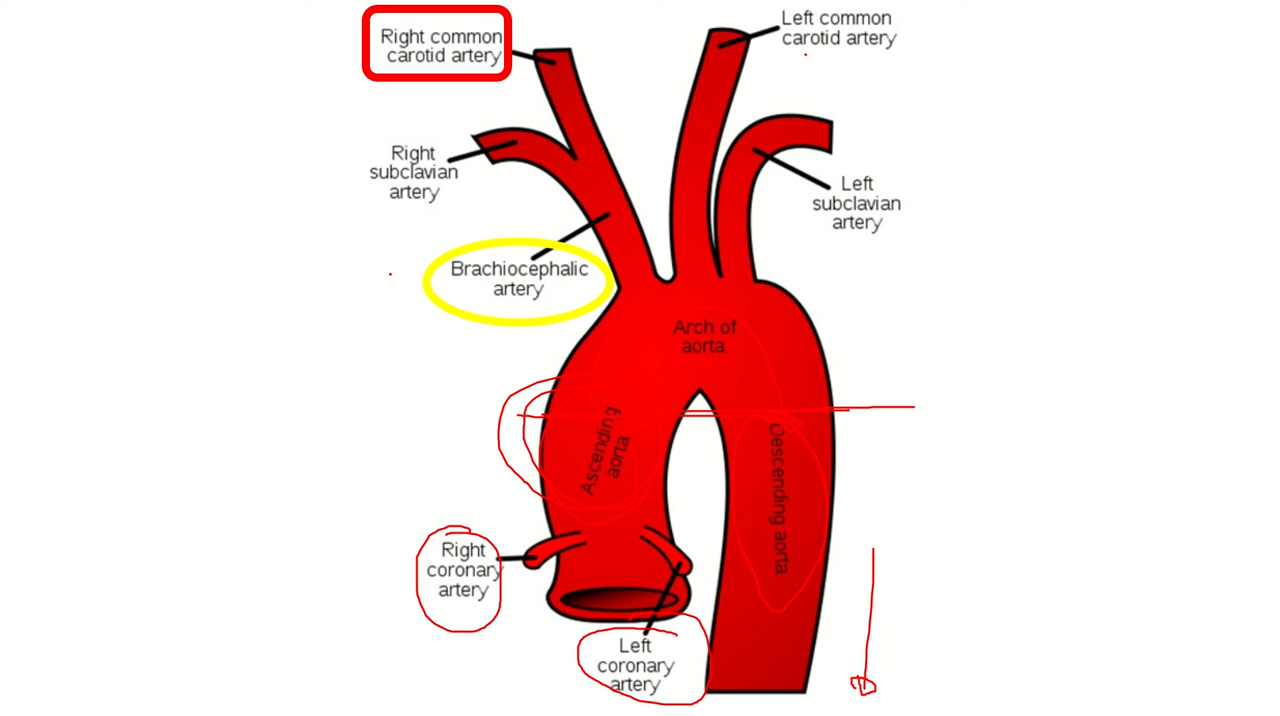 Right common
carotid artery
Left common
carotid artery
Right
subclavian
artery
Left
subclavian
artery
Brachiocephalic
artery
Arch of
aorta
Ascending
aorta
Descending aorta
Right
coronary
artery
Left
coronary
artery